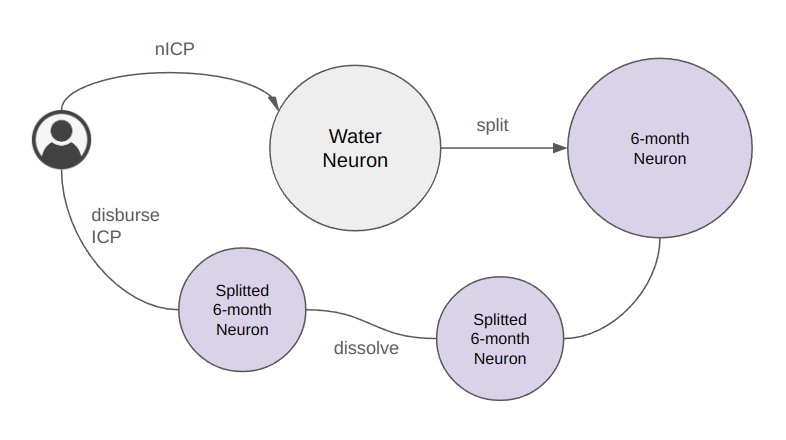 nICP
Water
Neuron
split
6-month
Neuron
disburse
ICP
Splitted
6-month
Neuron
dissolve
Splitted
6-month
Neuron